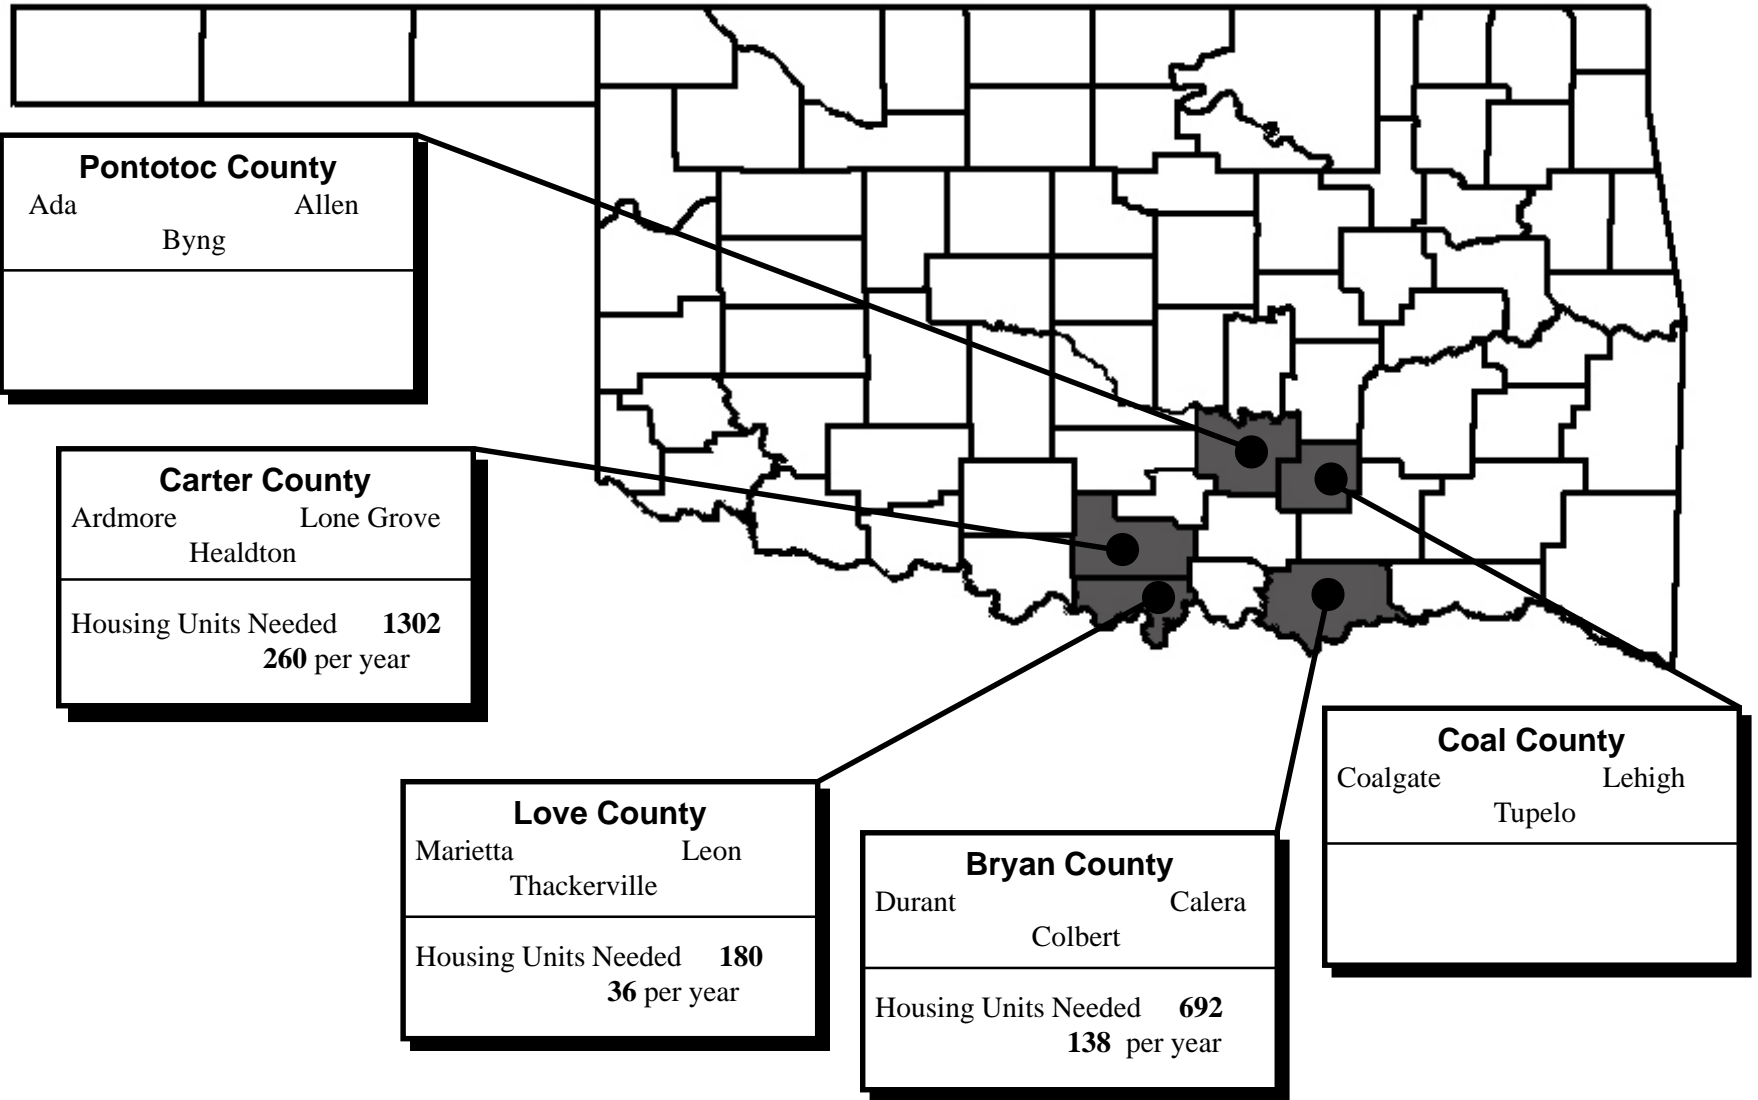 Pontotoc County
Ada Allen
Byng
Carter County
Ardmore Lone Grove
Healdton
Housing Units Needed 1302
260 per year
Love County
Marietta Leon
Thackerville
Housing Units Needed 180
36 per year
Bryan County
Durant Calera
Colbert
Housing Units Needed 692
138 per year
Coal County
Coalgate Lehigh
Tupelo